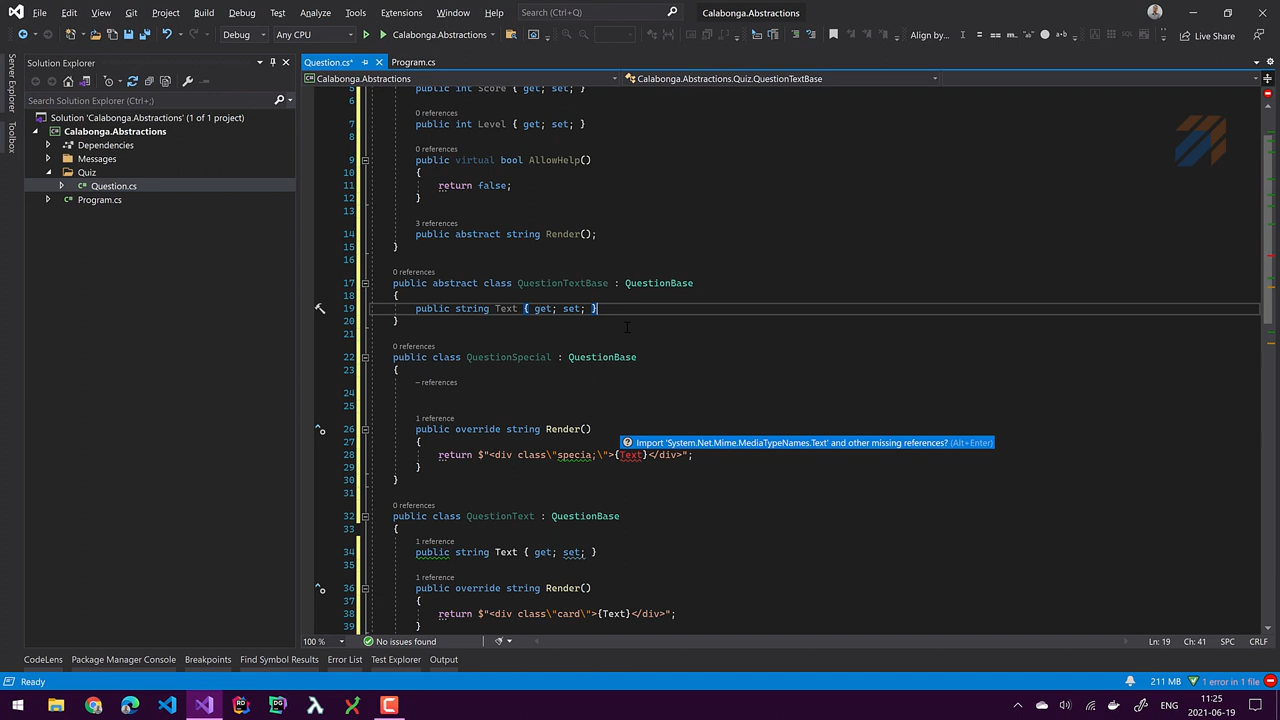 File Edit View Git Project Build Debug Test Analyze Tools Extensions Window Help Search (Ctrl+Q) Calabonga.Abstractions
Debug Any CPU Calabonga.Abstractions Align by... Live Share
Server Explorer
Toolbox
Solution Explorer
Search Solution Explorer (Ctrl+;)
Solution 'Calabonga.Abstractions' (1 of 1 project)
Calabonga.Abstractions
Dependencies
Messages
Quiz
Question.cs
Program.cs
Question.cs* Program.cs
Calabonga.Abstractions Calabonga.Abstractions.Quiz.QuestionTextBase
5 public int Score { get; set; }
6
0 references
7 public int Level { get; set; }
8
0 references
9 public virtual bool AllowHelp()
10 {
11 return false;
12 }
13
3 references
14 public abstract string Render();
15 }
16
0 references
17 public abstract class QuestionTextBase : QuestionBase
18 {
19 public string Text { get; set; }
20 }
21
0 references
22 public class QuestionSpecial : QuestionBase
23 {
-- references
24
25
1 reference
26 public override string Render()
27 {
Import 'System.Net.Mime.MediaTypeNames.Text' and other missing references? (Alt+Enter)
28 return $"<div class\"specia;\">{Text}</div>";
29 }
30 }
31
0 references
32 public class QuestionText : QuestionBase
33 {
1 reference
34 public string Text { get; set; }
35
1 reference
36 public override string Render()
37 {
38 return $"<div class\"card\">{Text}</div>";
39 }
100 % No issues found Ln: 19 Ch: 41 SPC CRLF
CodeLens Package Manager Console Breakpoints Find Symbol Results Error List Test Explorer Output
Ready 211 MB 1 error in 1 file
ENG 11:25
2021-06-19